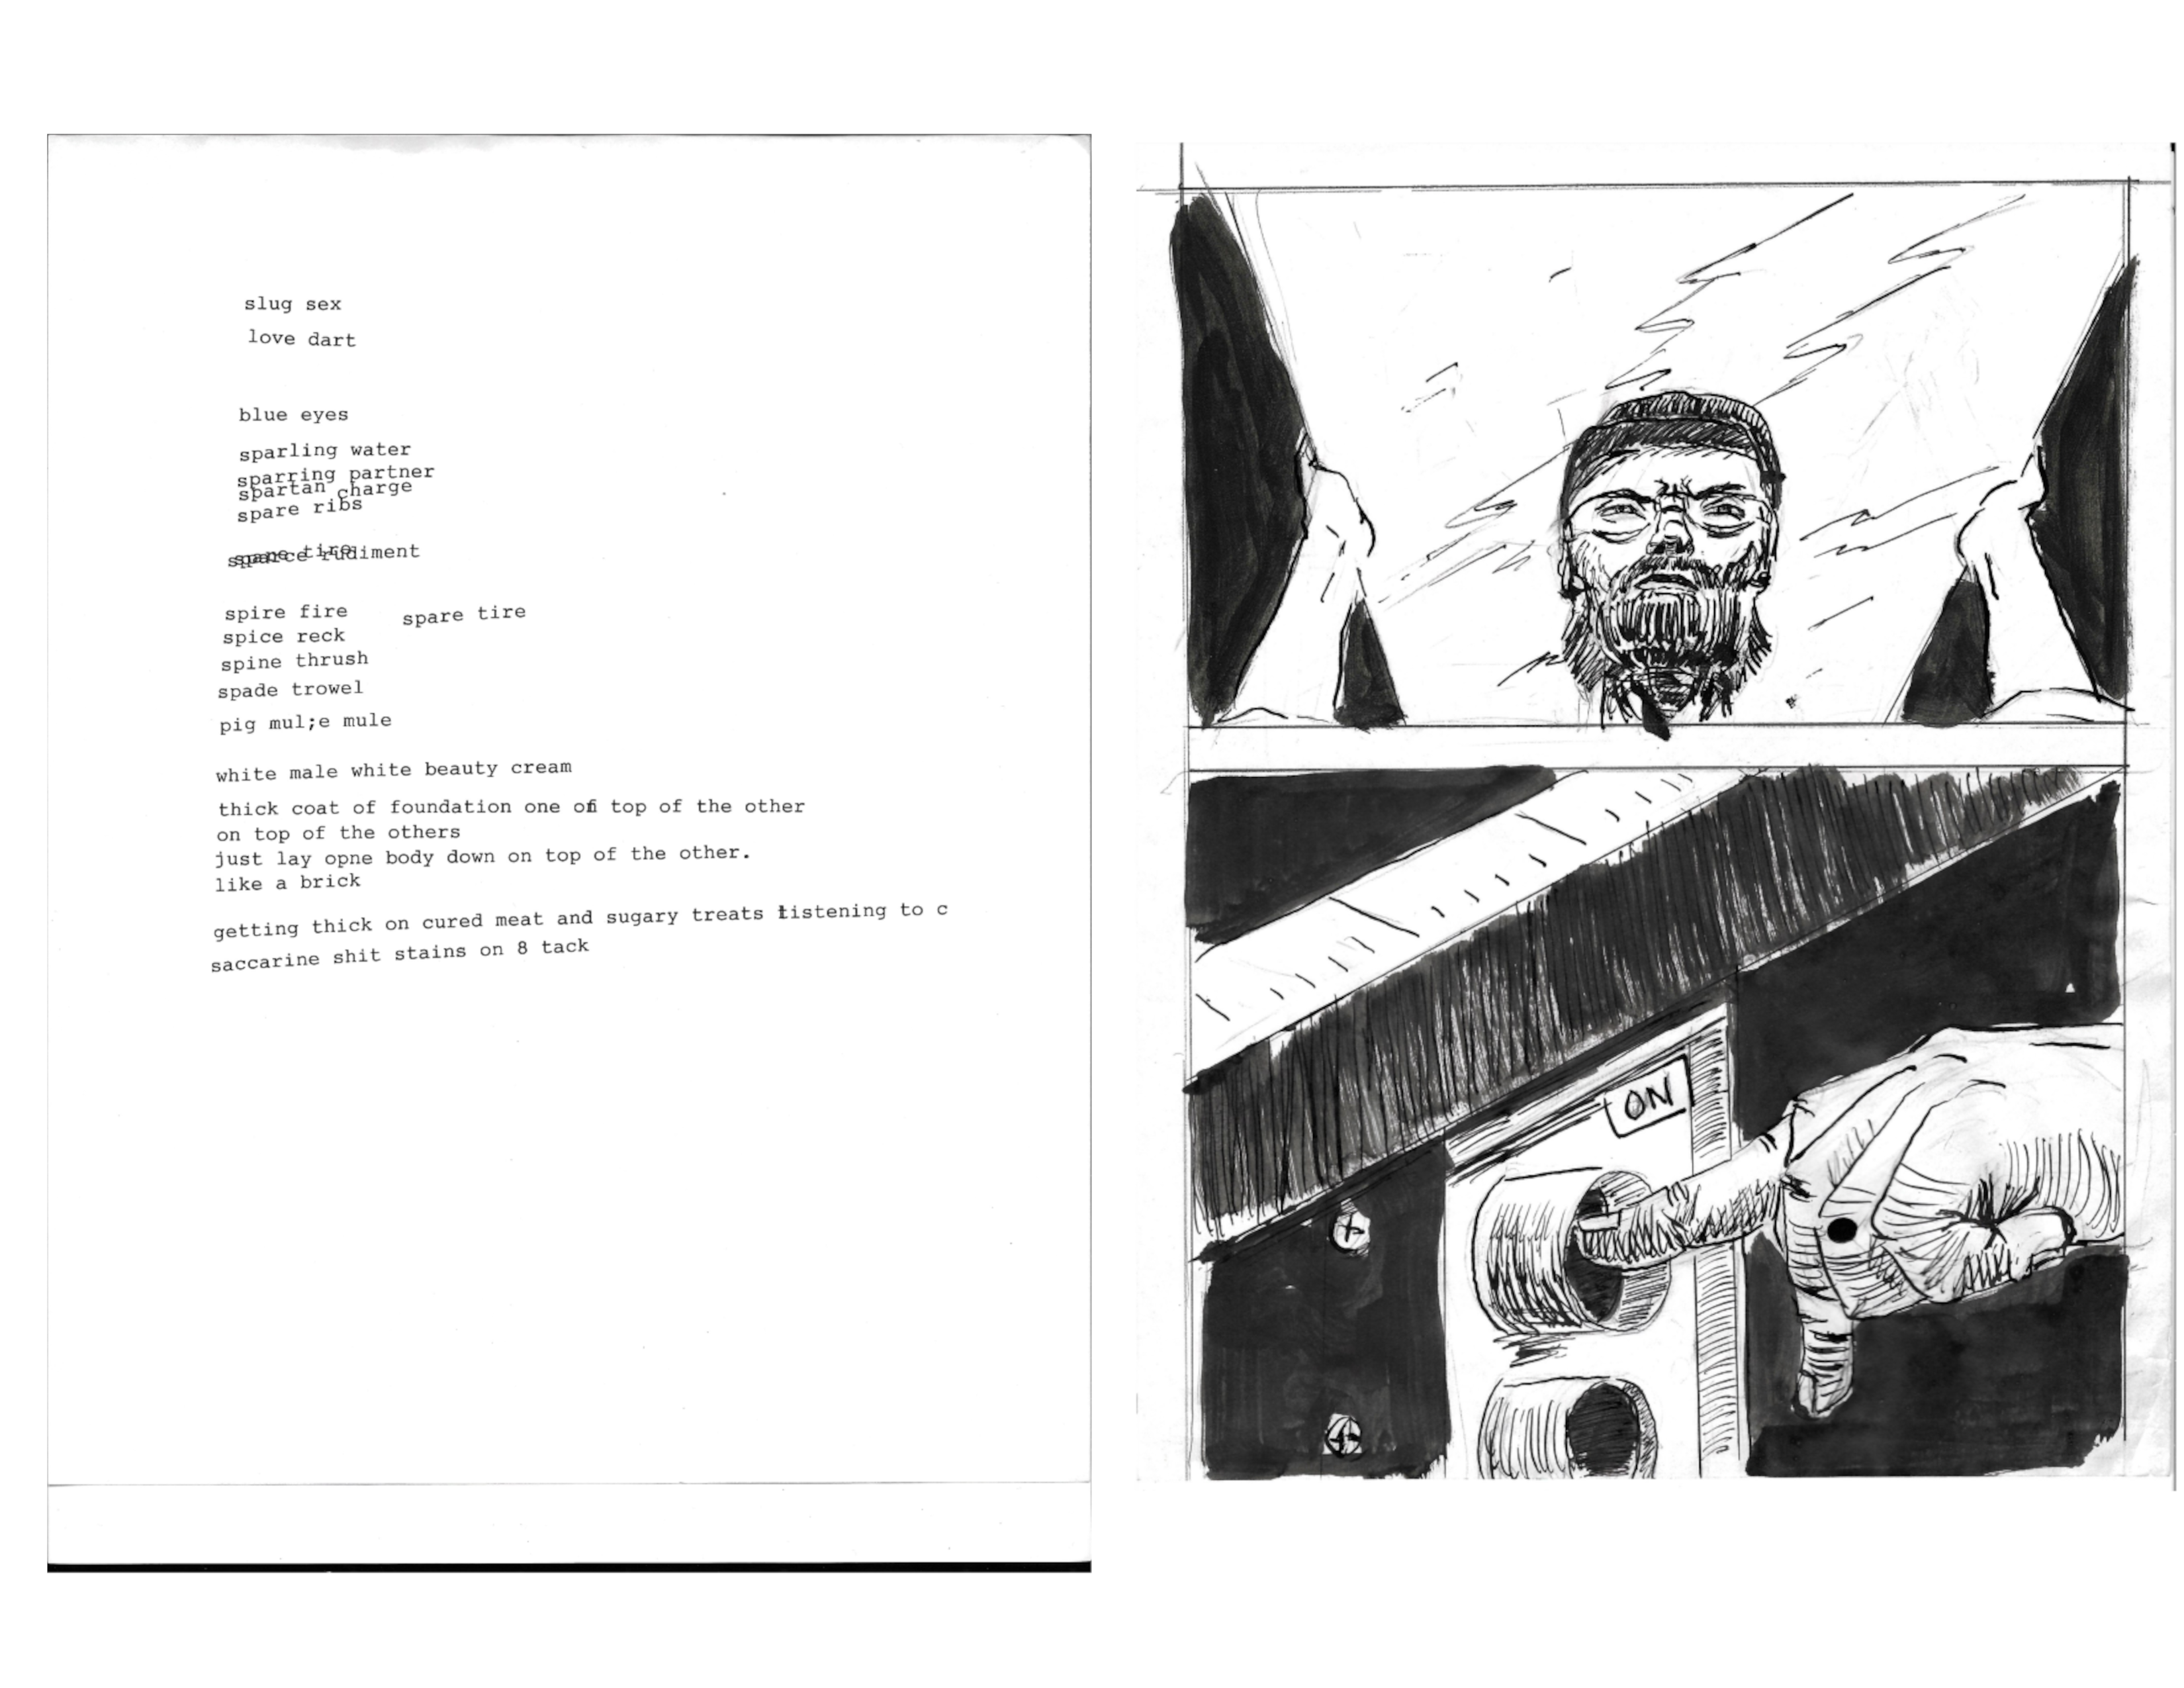 slug sex
love dart
blue eyes
sparling water
sparring partner
spartan charge
spare ribs
sparce rudiment
spire fire
spare tire
spice reck
spine thrush
spade trowel
pig mul;e mule
white male white beauty cream
thick coat of foundation one on top of the other
on top of the others
just lay opne body down on top of the other.
like a brick
getting thick on cured meat and sugary treats listening to c
saccarine shit stains on 8 tack
ON